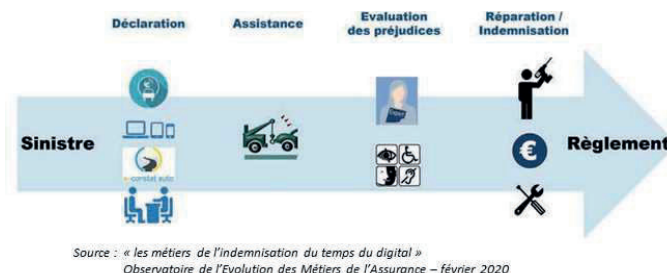 Déclaration
Assistance
Evaluation
des préjudices
Réparation /
Indemnisation
Sinistre
Expert
e-constat auto
€
Règlement
Source : « les métiers de l'indemnisation du temps du digital »
Observatoire de l'Evolution des Métiers de l'Assurance – février 2020